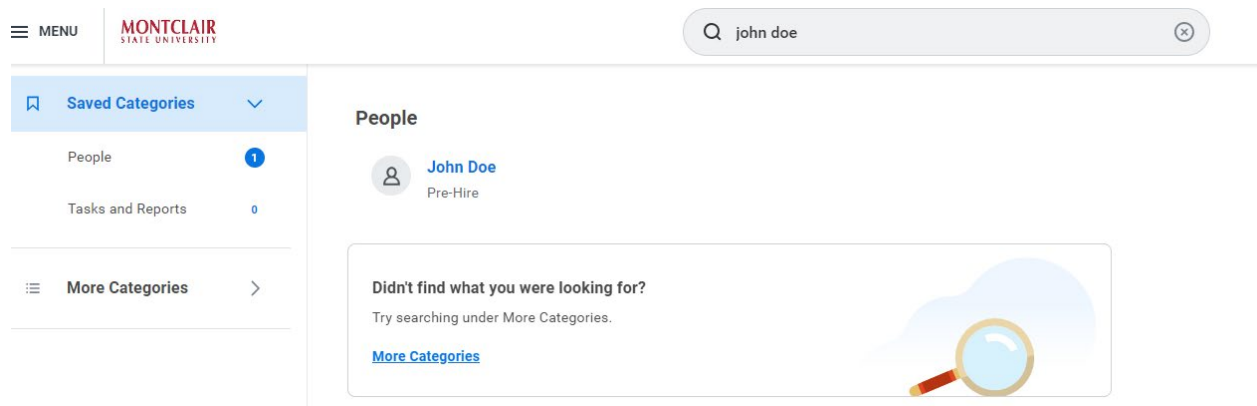 MENU
MONTCLAIR
STATE UNIVERSITY
john doe
Saved Categories
People
1
Tasks and Reports
0
More Categories
People
John Doe
Pre-Hire
Didn't find what you were looking for?
Try searching under More Categories.
More Categories